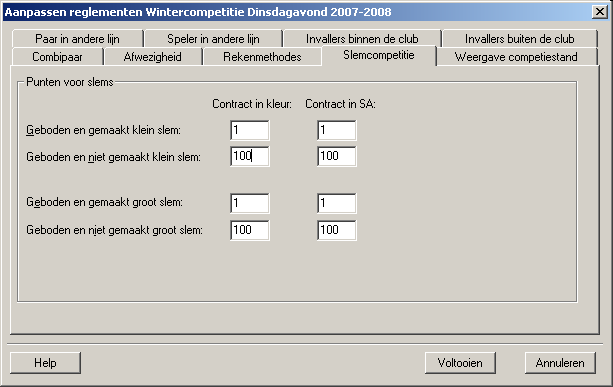 Aanpassen reglementen Wintercompetitie Dinsdagavond 2007-2008
Paar in andere lijn Speler in andere lijn Invallers binnen de club Invallers buiten de club
Combipaar Afwezigheid Rekenmethodes Slemcompetitie Weergave competiestand
Punten voor slems
Contract in kleur: Contract in SA:
Geboden en gemaakt klein slem: 1 1
Geboden en niet gemaakt klein slem: 100 100
Geboden en gemaakt groot slem: 1 1
Geboden en niet gemaakt groot slem: 100 100
Help Voltooien Annuleren